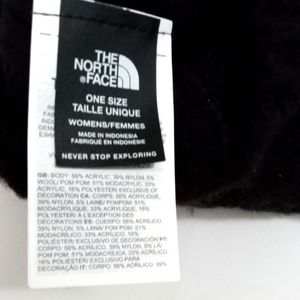 THE
NORTH
FACE
ONE SIZE
TAILLE UNIQUE
WOMENS/FEMMES
MADE IN INDONESIA
FABRIQUÉ EN INDONESIE
NEVER STOP EXPLORING
GB: BODY: 56% ACRYLIC, 39% NYLON, 5%
WOOL/ POM POM: 51% MODACRYLIC, 33%
ACRYLIC, 16% POLYESTER/ EXCLUSIVE OF
DECORATION CA: CORPS: 56% ACRYLIQUE,
39% NYLON, 5% LAINE/ POMPON: 51%
MODACRYLIQUE, 33% ACRYLIQUE, 16%
POLYESTER/ À L'EXCEPTION DES
DÉCORATIONS ES: CUERPO: 56% ACRÍLICO,
39% NYLON, 5% LANA/ POM POM: 51%
MODACRÍLICO, 33% ACRÍLICO, 16%
POLIÉSTER/ EXCLUSIVO DE DECORACIÓN PT:
CORPO: 56% ACRÍLICO, 39% NYLON, 5% LÃ/
POM POM: 51% MODACRÍLICA, 33%
ACRÍLICO, 16% POLIÉSTER/ EXCLUSIVO DE
DECORAÇÃO IT: CORPO: 56% ACRILICO, 39%